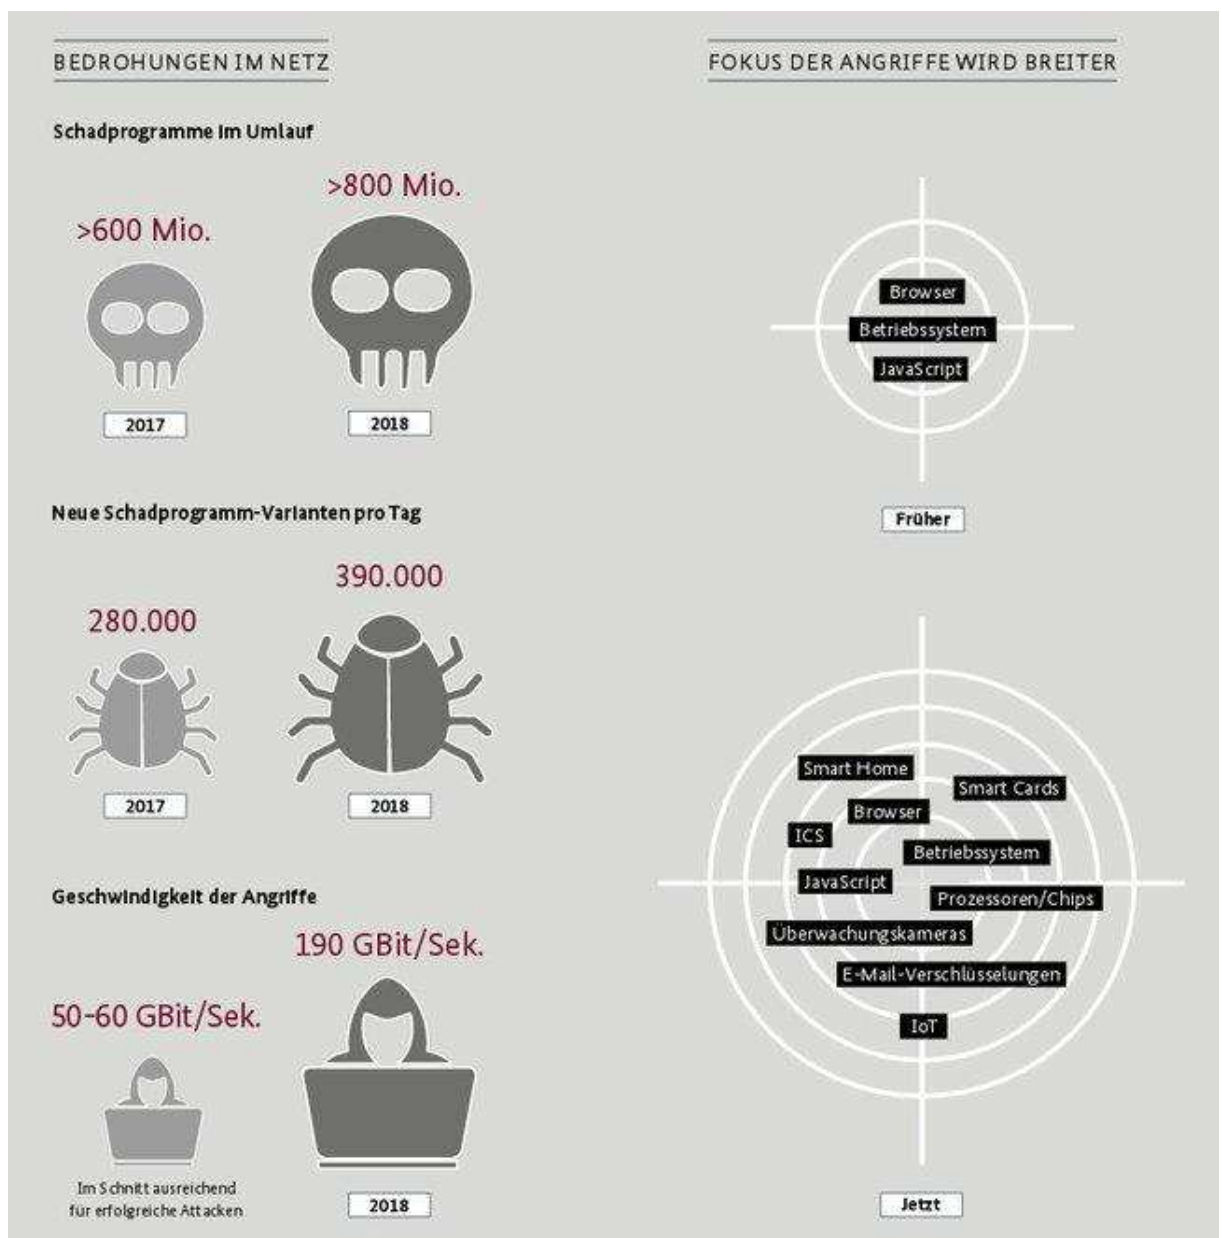 BEDROHUNGEN IM NETZ
Schadprogramme im Umlauf
>600 Mio.
>800 Mio.
2017
2018
Neue Schadprogramm-Varianten pro Tag
280.000
390.000
2017
2018
Geschwindigkeit der Angriffe
50-60 GBit/Sek.
190 GBit/Sek.
Im Schnitt ausreichend
für erfolgreiche Attacken
2018
FOKUS DER ANGRIFFE WIRD BREITER
Browser
Betriebssystem
JavaScript
Früher
Smart Home
Smart Cards
Browser
ICS
Betriebssystem
JavaScript
Prozessoren/Chips
Überwachungskameras
E-Mail-Verschlüsselungen
IoT
Jetzt